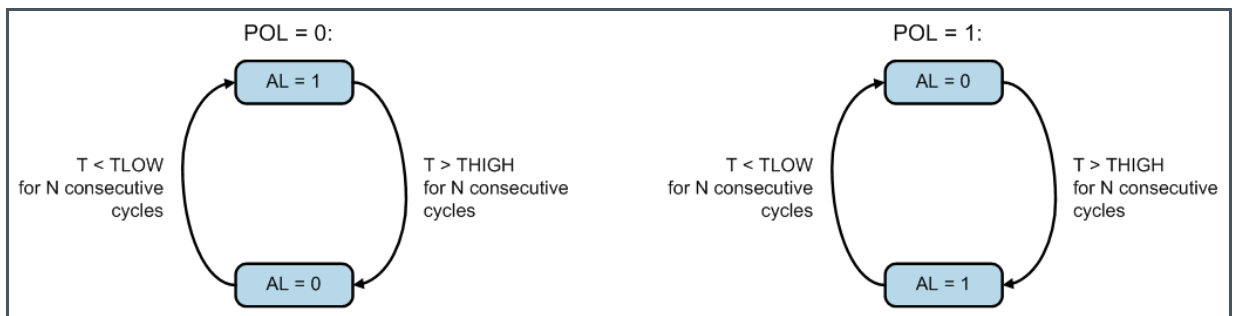 POL = 0:
AL = 1
T < TLOW
for N consecutive
cycles
T > THIGH
for N consecutive
cycles
AL = 0
POL = 1:
AL = 0
T < TLOW
for N consecutive
cycles
T > THIGH
for N consecutive
cycles
AL = 1